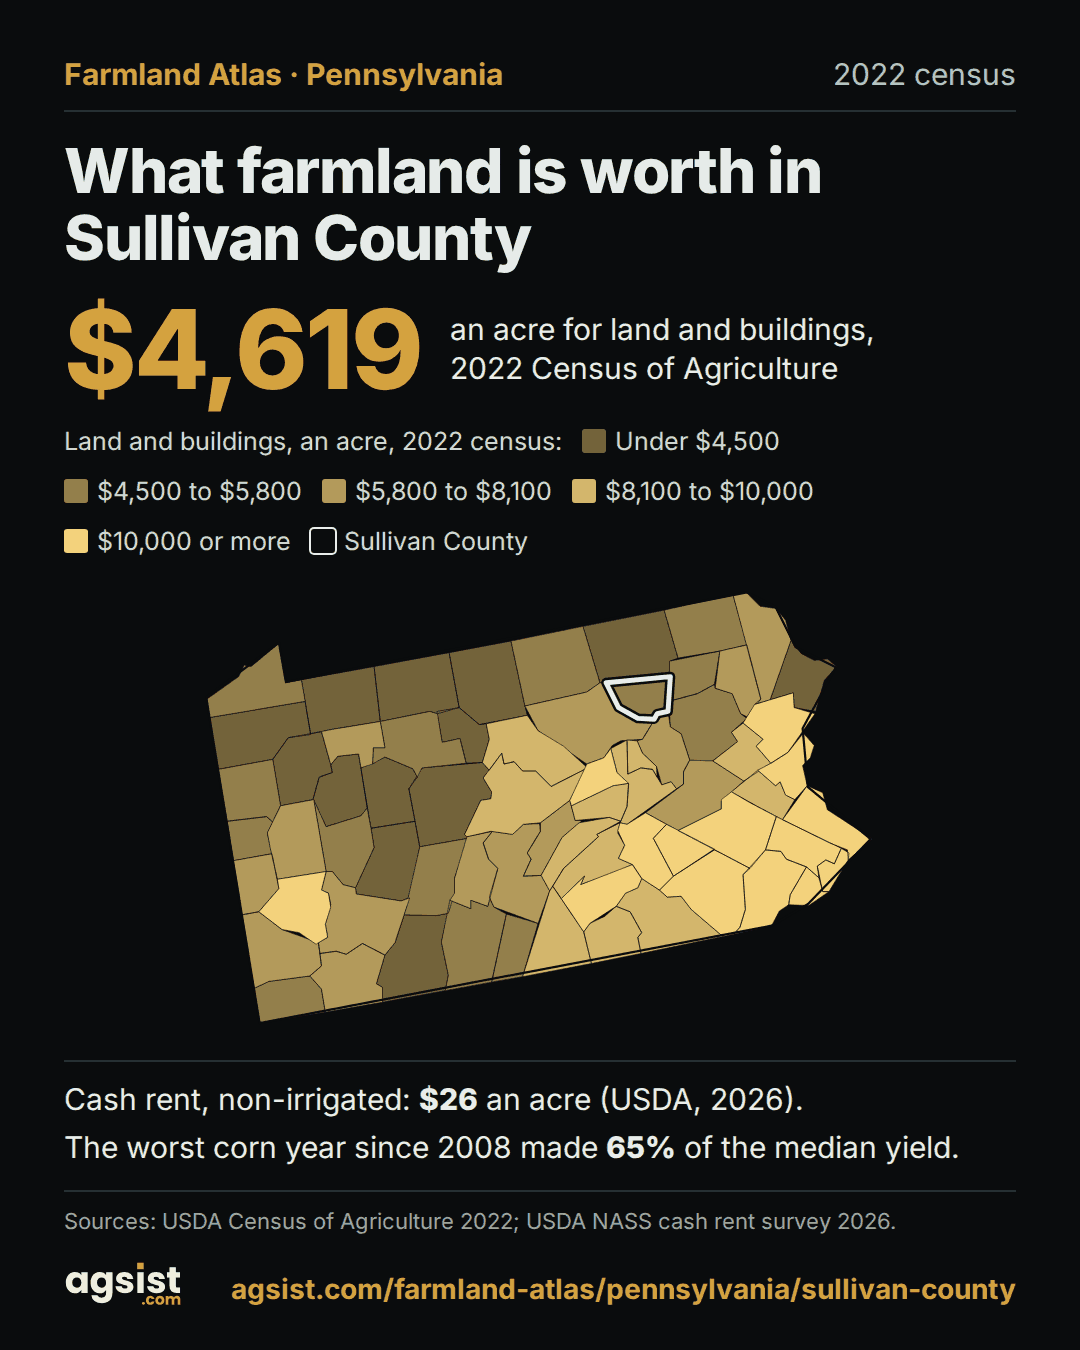 Farmland Atlas · Pennsylvania
2022 census
What farmland is worth in
Sullivan County
$4,619
an acre for land and buildings,
2022 Census of Agriculture
Land and buildings, an acre, 2022 census: Under $4,500
$4,500 to $5,800 $5,800 to $8,100 $8,100 to $10,000
$10,000 or more Sullivan County
Cash rent, non-irrigated: $26 an acre (USDA, 2026).
The worst corn year since 2008 made 65% of the median yield.
Sources: USDA Census of Agriculture 2022; USDA NASS cash rent survey 2026.
agsist.com
agsist.com/farmland-atlas/pennsylvania/sullivan-county